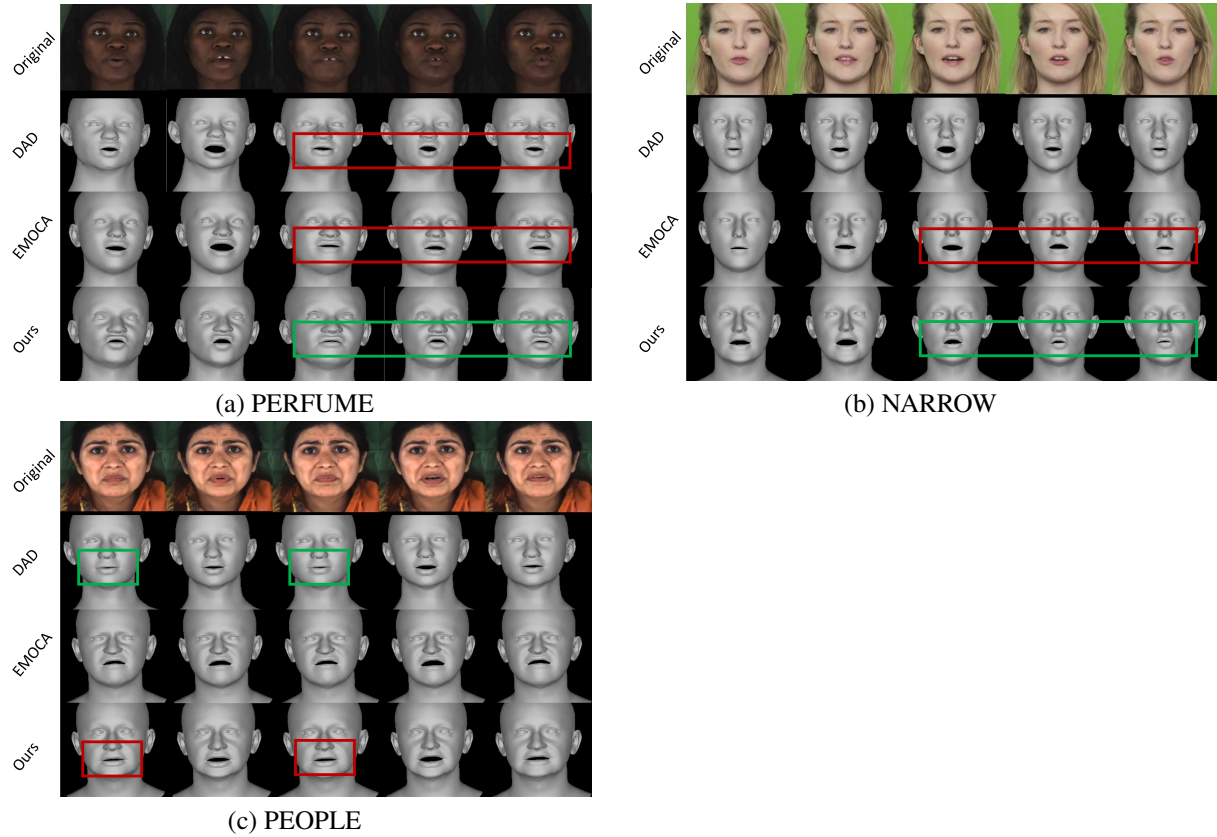 Original
DAD
EMOCA
Ours
(a) PERFUME
Original
DAD
EMOCA
Ours
(b) NARROW
Original
DAD
EMOCA
Ours
(c) PEOPLE